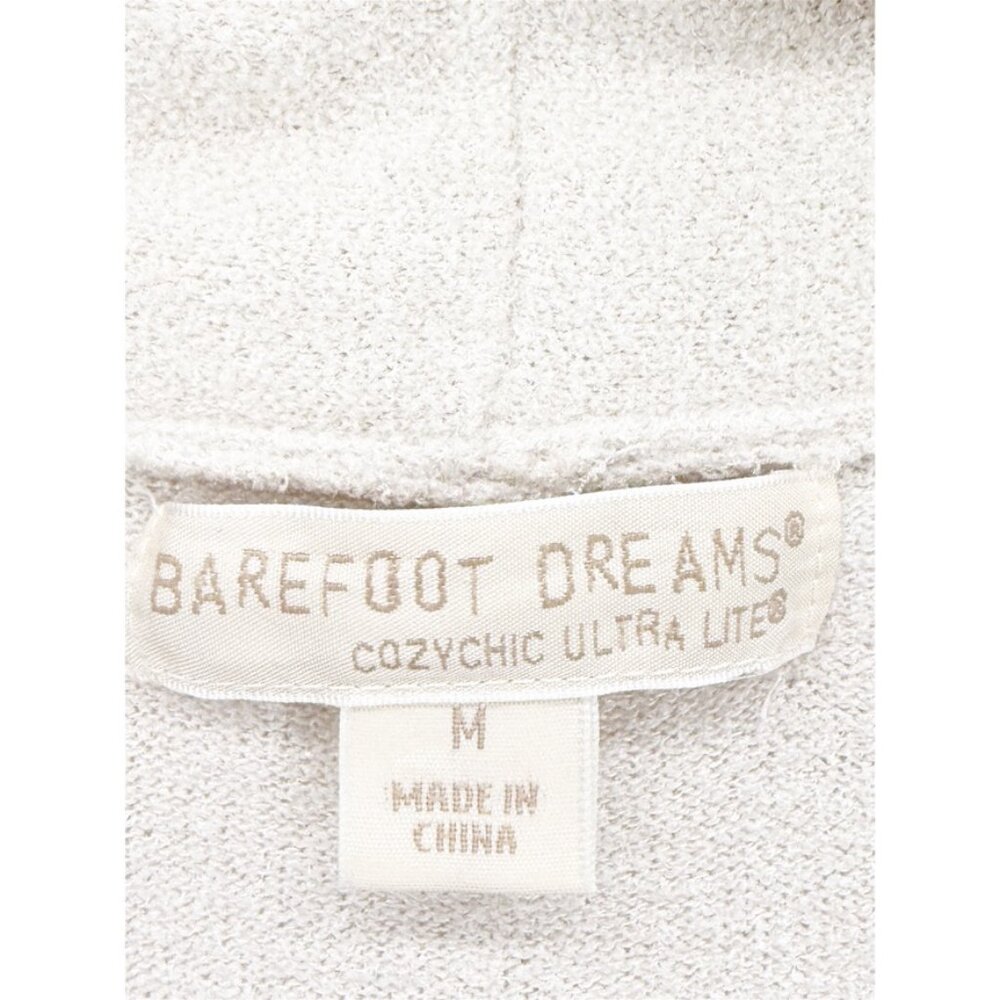 BAREFOOT DREAMS®
COZYCHIC ULTRA LITE®
M
MADE IN
CHINA